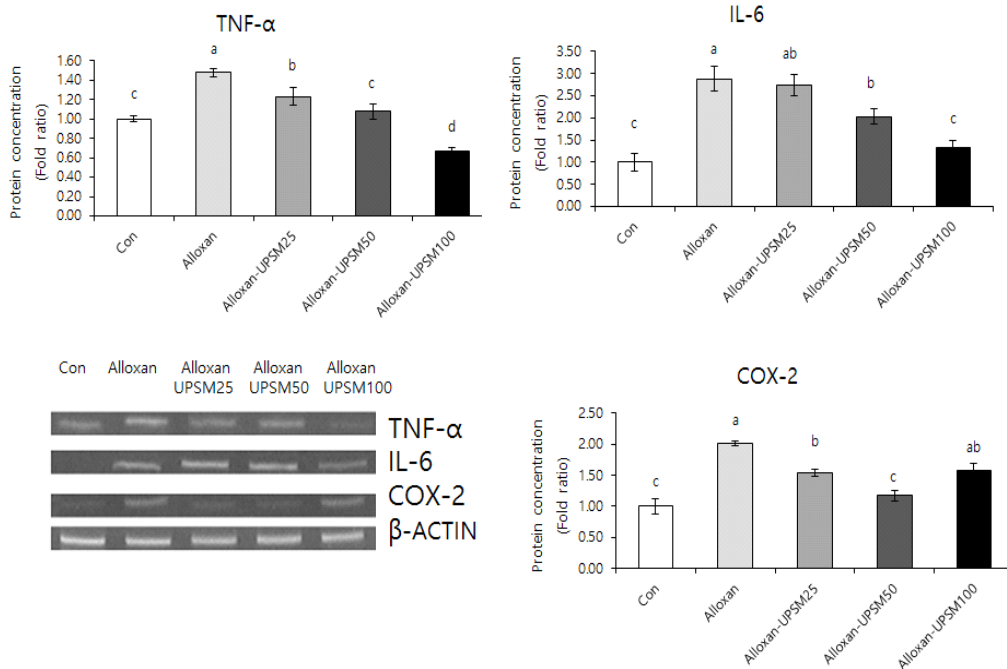 TNF-α
Protein concentration
(Fold ratio)
1.60
1.40
1.20
1.00
0.80
0.60
0.40
0.20
0.00
c
a
b
c
d
Con
Alloxan
Alloxan-UPSM25
Alloxan-UPSM50
Alloxan-UPSM100
IL-6
Protein concentration
(Fold ratio)
3.50
3.00
2.50
2.00
1.50
1.00
0.50
0.00
c
a
ab
b
c
Con
Alloxan
Alloxan-UPSM25
Alloxan-UPSM50
Alloxan-UPSM100
Con Alloxan Alloxan Alloxan Alloxan
UPSM25 UPSM50 UPSM100
TNF-α
IL-6
COX-2
β-ACTIN
COX-2
Protein concentration
(Fold ratio)
2.50
2.00
1.50
1.00
0.50
0.00
c
a
b
c
ab
Con
Alloxan
Alloxan-UPSM25
Alloxan-UPSM50
Alloxan-UPSM100